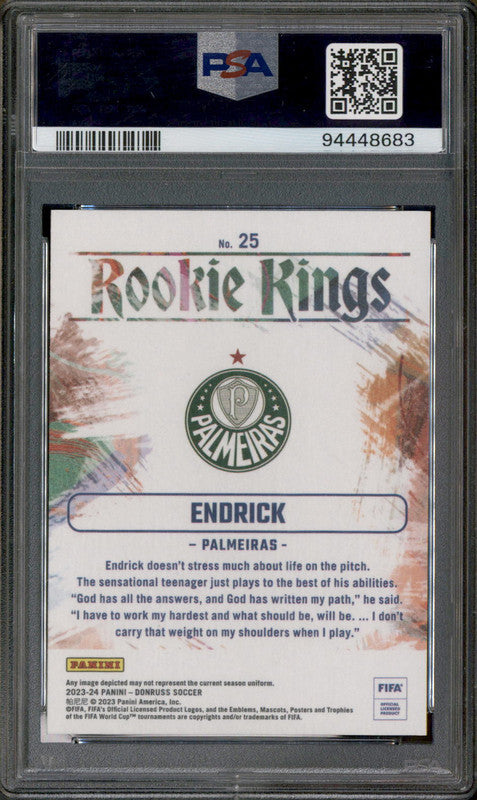 PSA
94448683
No. 25
Rookie Kings
PALMEIRAS
ENDRICK
– PALMEIRAS -
Endrick doesn't stress much about life on the pitch.
The sensational teenager just plays to the best of his abilities.
"God has all the answers, and God has written my path," he said.
"I have to work my hardest and what should be, will be. ... I don't
carry that weight on my shoulders when I play."
PANINI
Any image depicted may not represent the current season uniform.
2023-24 PANINI – DONRUSS SOCCER
帕尼尼 © 2023 Panini America, Inc.
©FIFA, FIFA's Official Licensed Product Logos, and the Emblems, Mascots, Posters and Trophies
of the FIFA World Cup™ tournaments are copyrights and/or trademarks of FIFA.
FIFA
OFFICIAL
LICENSED
PRODUCT
PSA